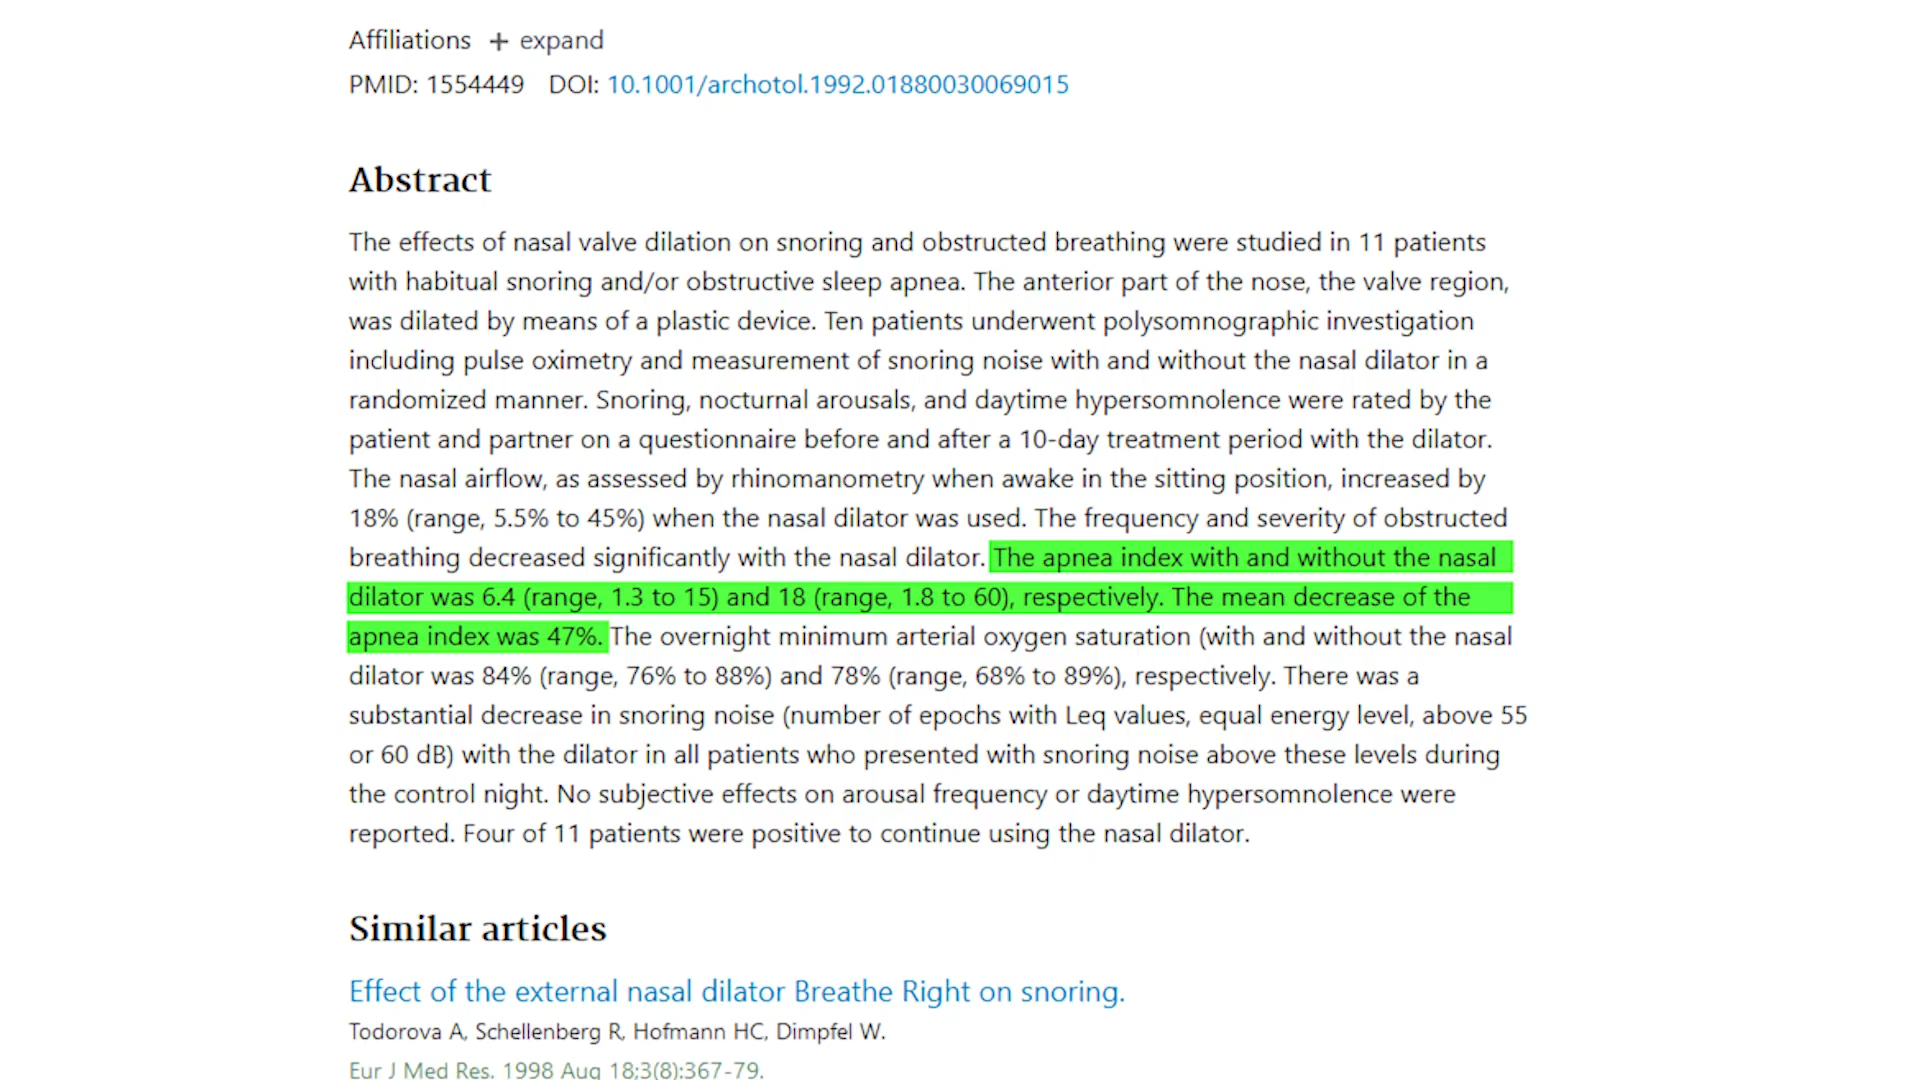 Affiliations + expand
PMID: 1554449 DOI: 10.1001/archotol.1992.01880030069015
Abstract
The effects of nasal valve dilation on snoring and obstructed breathing were studied in 11 patients
with habitual snoring and/or obstructive sleep apnea. The anterior part of the nose, the valve region,
was dilated by means of a plastic device. Ten patients underwent polysomnographic investigation
including pulse oximetry and measurement of snoring noise with and without the nasal dilator in a
randomized manner. Snoring, nocturnal arousals, and daytime hypersomnolence were rated by the
patient and partner on a questionnaire before and after a 10-day treatment period with the dilator.
The nasal airflow, as assessed by rhinomanometry when awake in the sitting position, increased by
18% (range, 5.5% to 45%) when the nasal dilator was used. The frequency and severity of obstructed
breathing decreased significantly with the nasal dilator. The apnea index with and without the nasal
dilator was 6.4 (range, 1.3 to 15) and 18 (range, 1.8 to 60), respectively. The mean decrease of the
apnea index was 47%. The overnight minimum arterial oxygen saturation (with and without the nasal
dilator was 84% (range, 76% to 88%) and 78% (range, 68% to 89%), respectively. There was a
substantial decrease in snoring noise (number of epochs with Leq values, equal energy level, above 55
or 60 dB) with the dilator in all patients who presented with snoring noise above these levels during
the control night. No subjective effects on arousal frequency or daytime hypersomnolence were
reported. Four of 11 patients were positive to continue using the nasal dilator.
Similar articles
Effect of the external nasal dilator Breathe Right on snoring.
Todorova A, Schellenberg R, Hofmann HC, Dimpfel W.
Eur J Med Res. 1998 Aug 18;3(8):367-79.